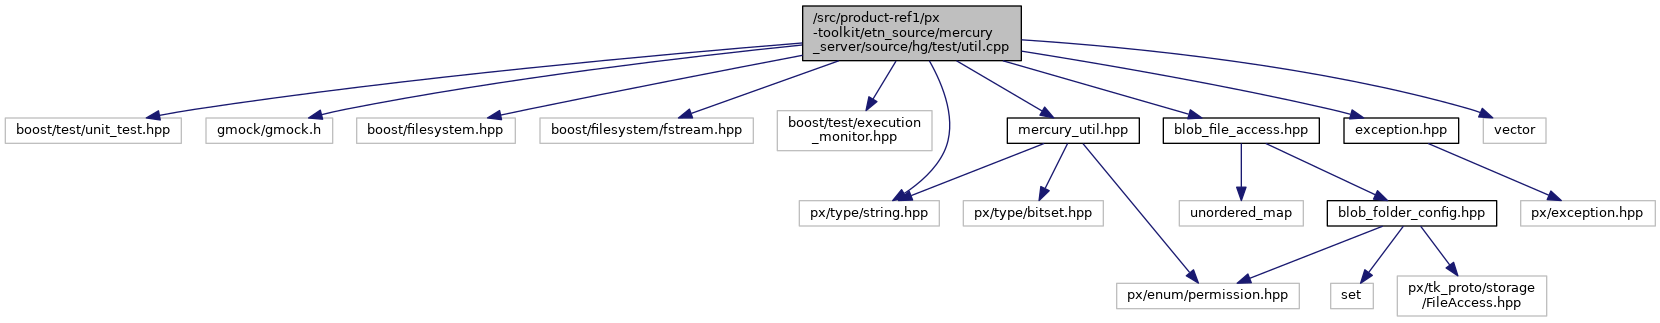 /src/product-ref1/px
-toolkit/etn_source/mercury
_server/source/hg/test/util.cpp
boost/test/unit_test.hpp
gmock/gmock.h
boost/filesystem.hpp
boost/filesystem/fstream.hpp
boost/test/execution
_monitor.hpp
mercury_util.hpp
blob_file_access.hpp
exception.hpp
vector
px/type/string.hpp
px/type/bitset.hpp
unordered_map
blob_folder_config.hpp
px/exception.hpp
px/enum/permission.hpp
set
px/tk_proto/storage
/FileAccess.hpp